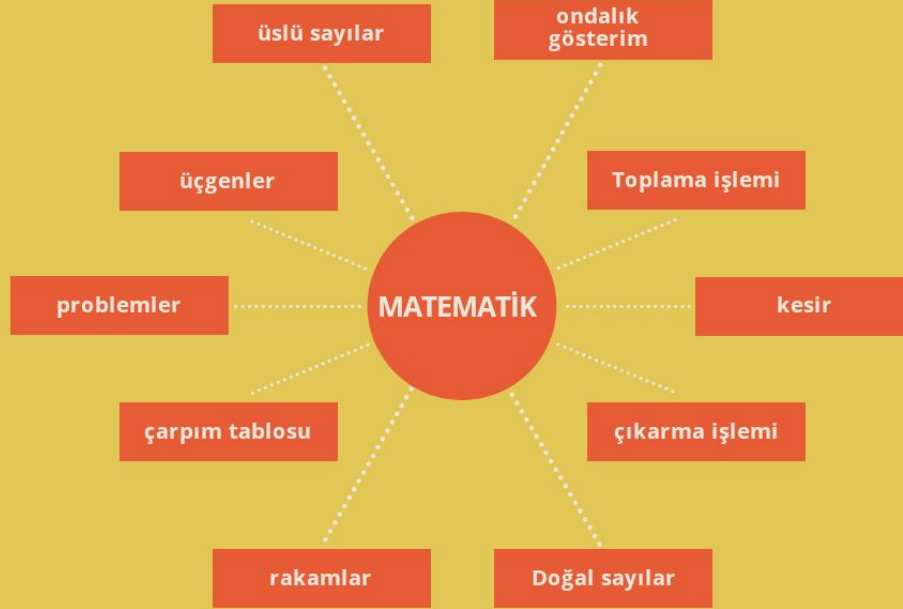 üslü sayılar
ondalık
gösterim
üçgenler
Toplama işlemi
problemler
MATEMATİK
kesir
çarpım tablosu
çıkarma işlemi
rakamlar
Doğal sayılar